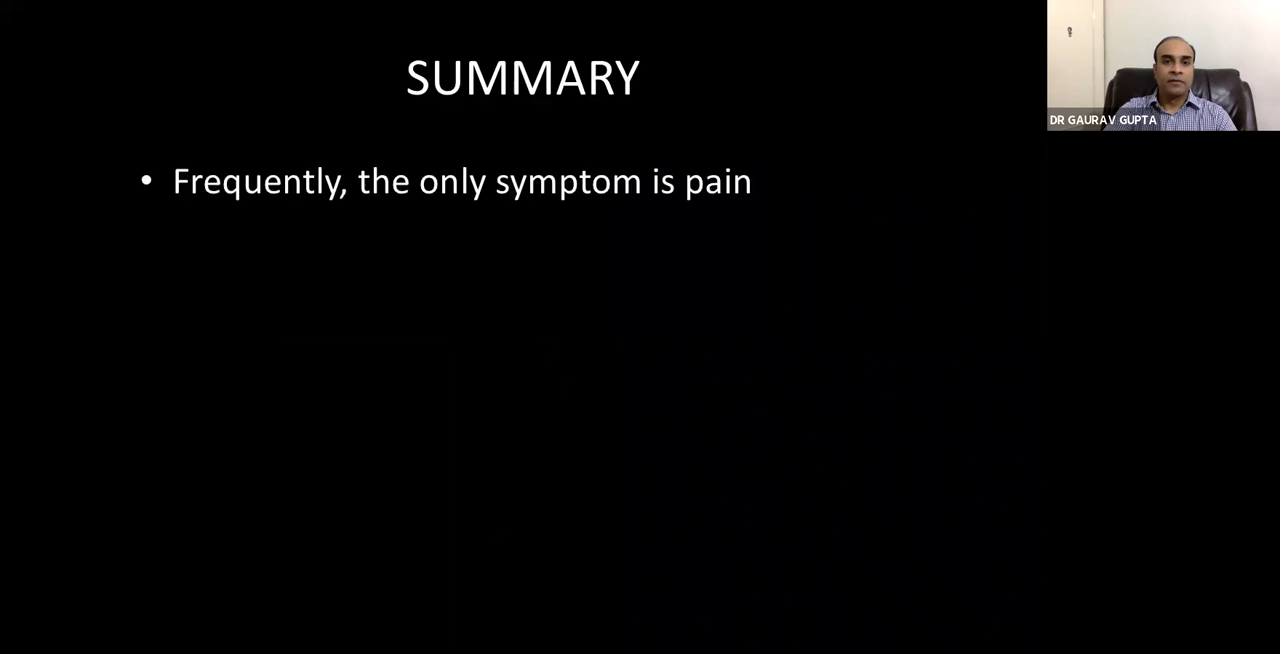 SUMMARY
DR GAURAV GUPTA
• Frequently, the only symptom is pain